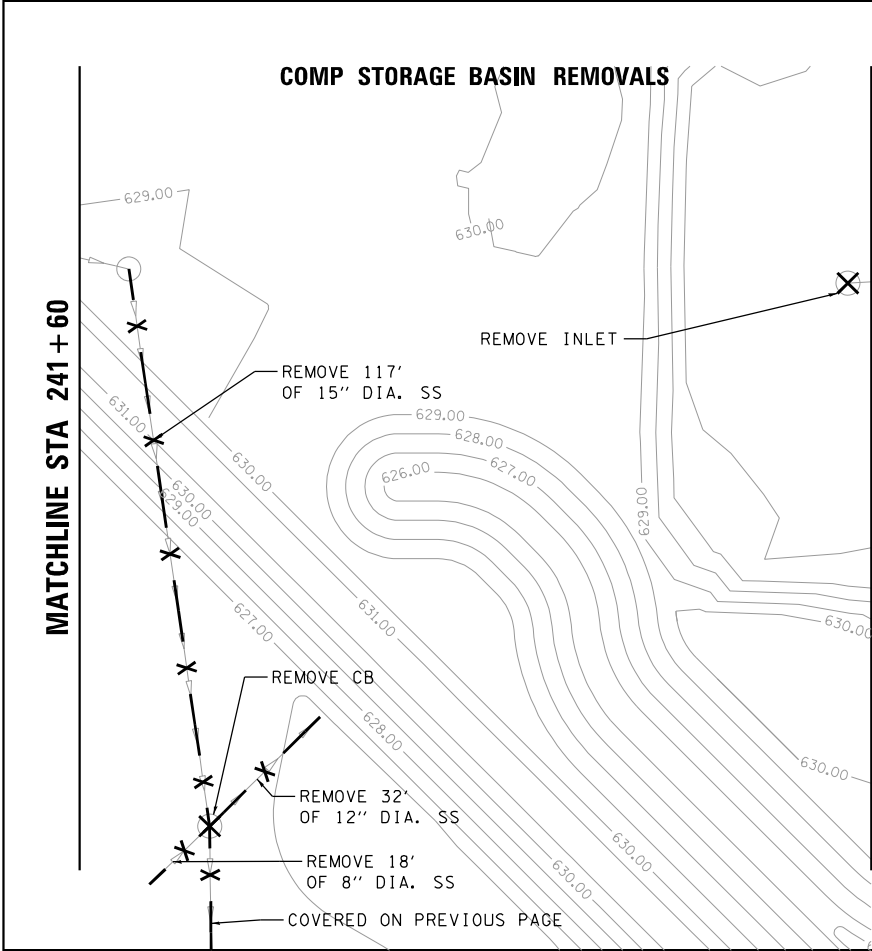 COMP STORAGE BASIN REMOVALS
629.00
630.00
MATCHLINE STA 241+60
REMOVE INLET
REMOVE 117'
OF 15" DIA. SS
631.00
630.00
629.00
628.00
627.00
626.00
630.00
629.00
629.00
631.00
627.00
630.00
REMOVE CB
628.00
630.00
REMOVE 32'
OF 12" DIA. SS
630.00
630.00
REMOVE 18'
OF 8" DIA. SS
COVERED ON PREVIOUS PAGE